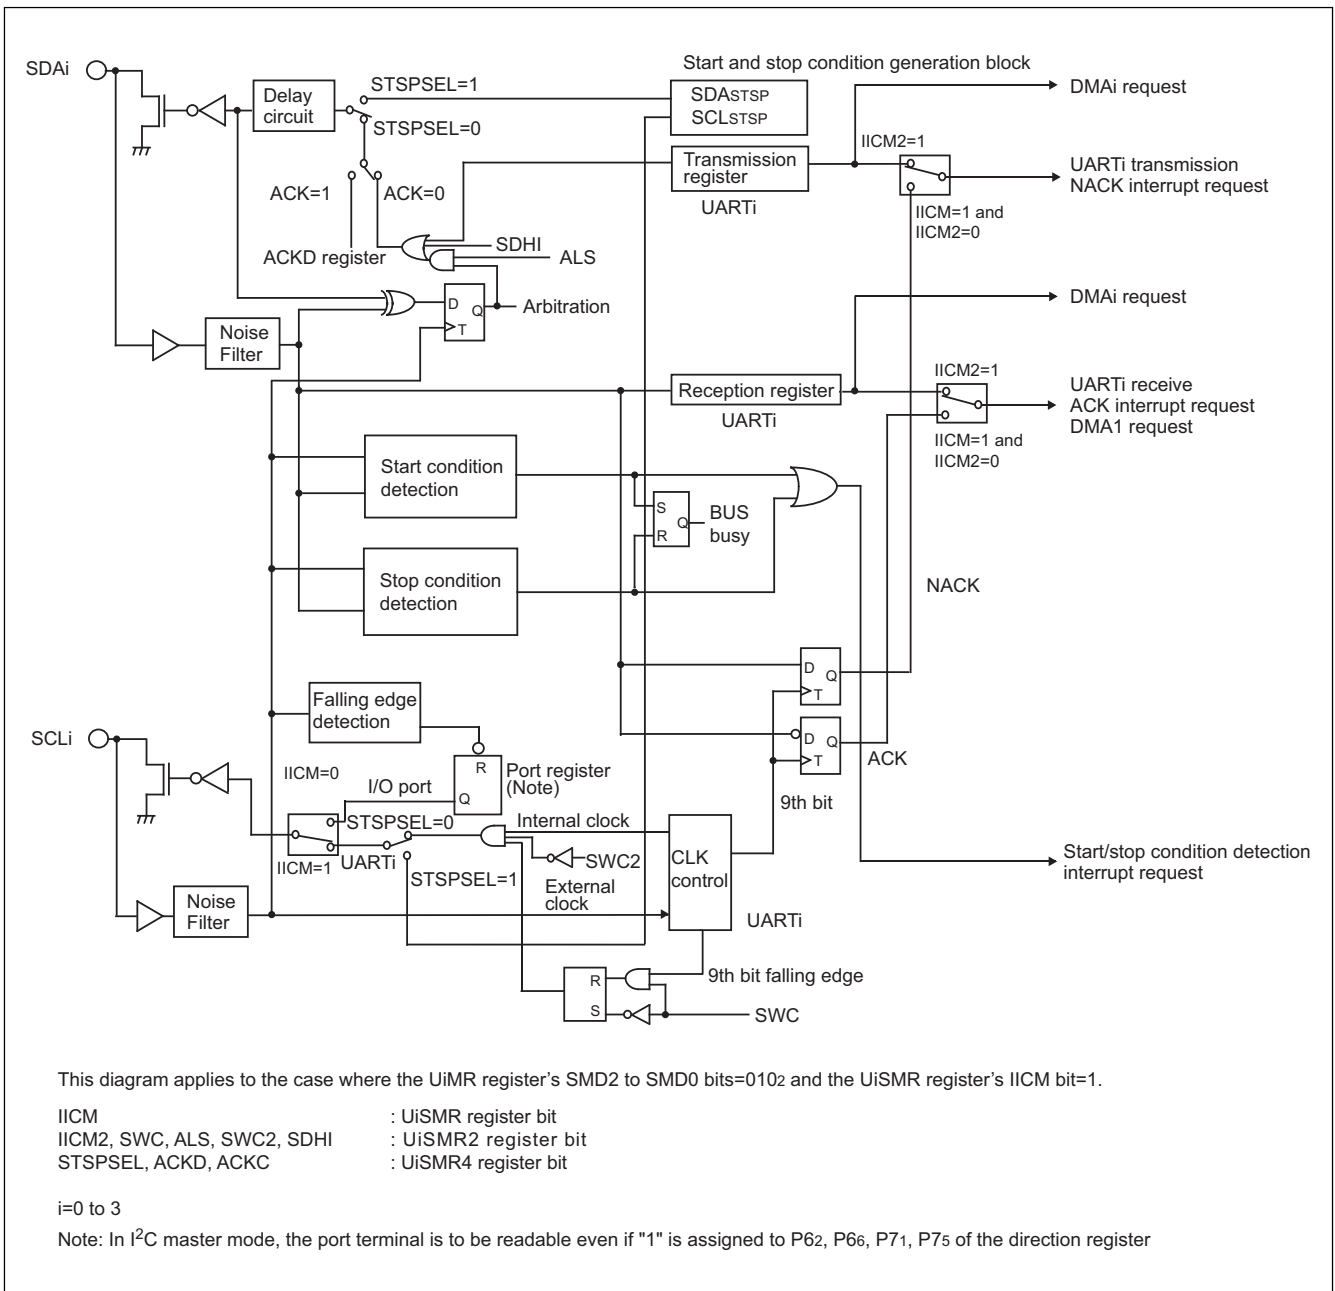 Start and stop condition generation block
SDAi
STSPSEL=1
Delay
circuit
SDASTSP
SCLSTSP
DMAi request
STSPSEL=0
IICM2=1
Transmission
register
UARTi transmission
NACK interrupt request
ACK=1
ACK=0
UARTi
IICM=1 and
IICM2=0
SDHI
ACKD register
ALS
D
Q
T
Arbitration
DMAi request
Noise
Filter
IICM2=1
Reception register
UARTi
UARTi receive
ACK interrupt request
DMA1 request
IICM=1 and
IICM2=0
Start condition
detection
S
Q
R
BUS
busy
Stop condition
detection
NACK
D
Q
T
Falling edge
detection
D
Q
T
ACK
SCLi
R
Q
Port register
(Note)
IICM=0
I/O port
9th bit
STSPSEL=0
Internal clock
IICM=1
UARTi
SWC2
CLK
control
STSPSEL=1
External
clock
Start/stop condition detection
interrupt request
Noise
Filter
UARTi
R
S
9th bit falling edge
SWC
This diagram applies to the case where the UiMR register's SMD2 to SMD0 bits=0102 and the UiSMR register's IICM bit=1.
IICM : UiSMR register bit
IICM2, SWC, ALS, SWC2, SDHI : UiSMR2 register bit
STSPSEL, ACKD, ACKC : UiSMR4 register bit
i=0 to 3
Note: In I2C master mode, the port terminal is to be readable even if "1" is assigned to P62, P66, P71, P75 of the direction register